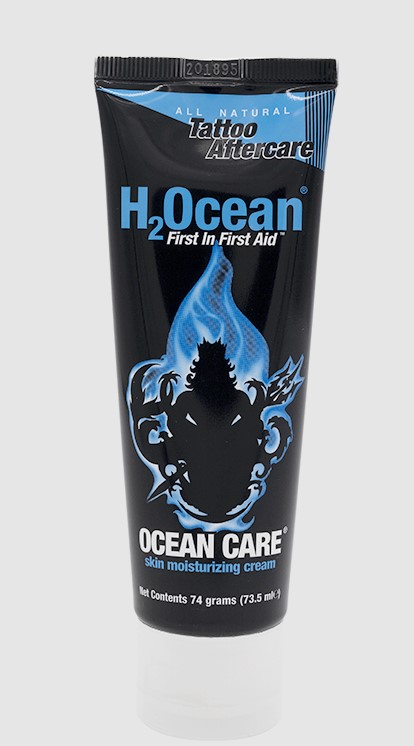 201895
ALL NATURAL
Tattoo
Aftercare
H2Ocean®
First In First Aid™
OCEAN CARE®
skin moisturizing cream
Net Contents 74 grams (73.5 ml℮)